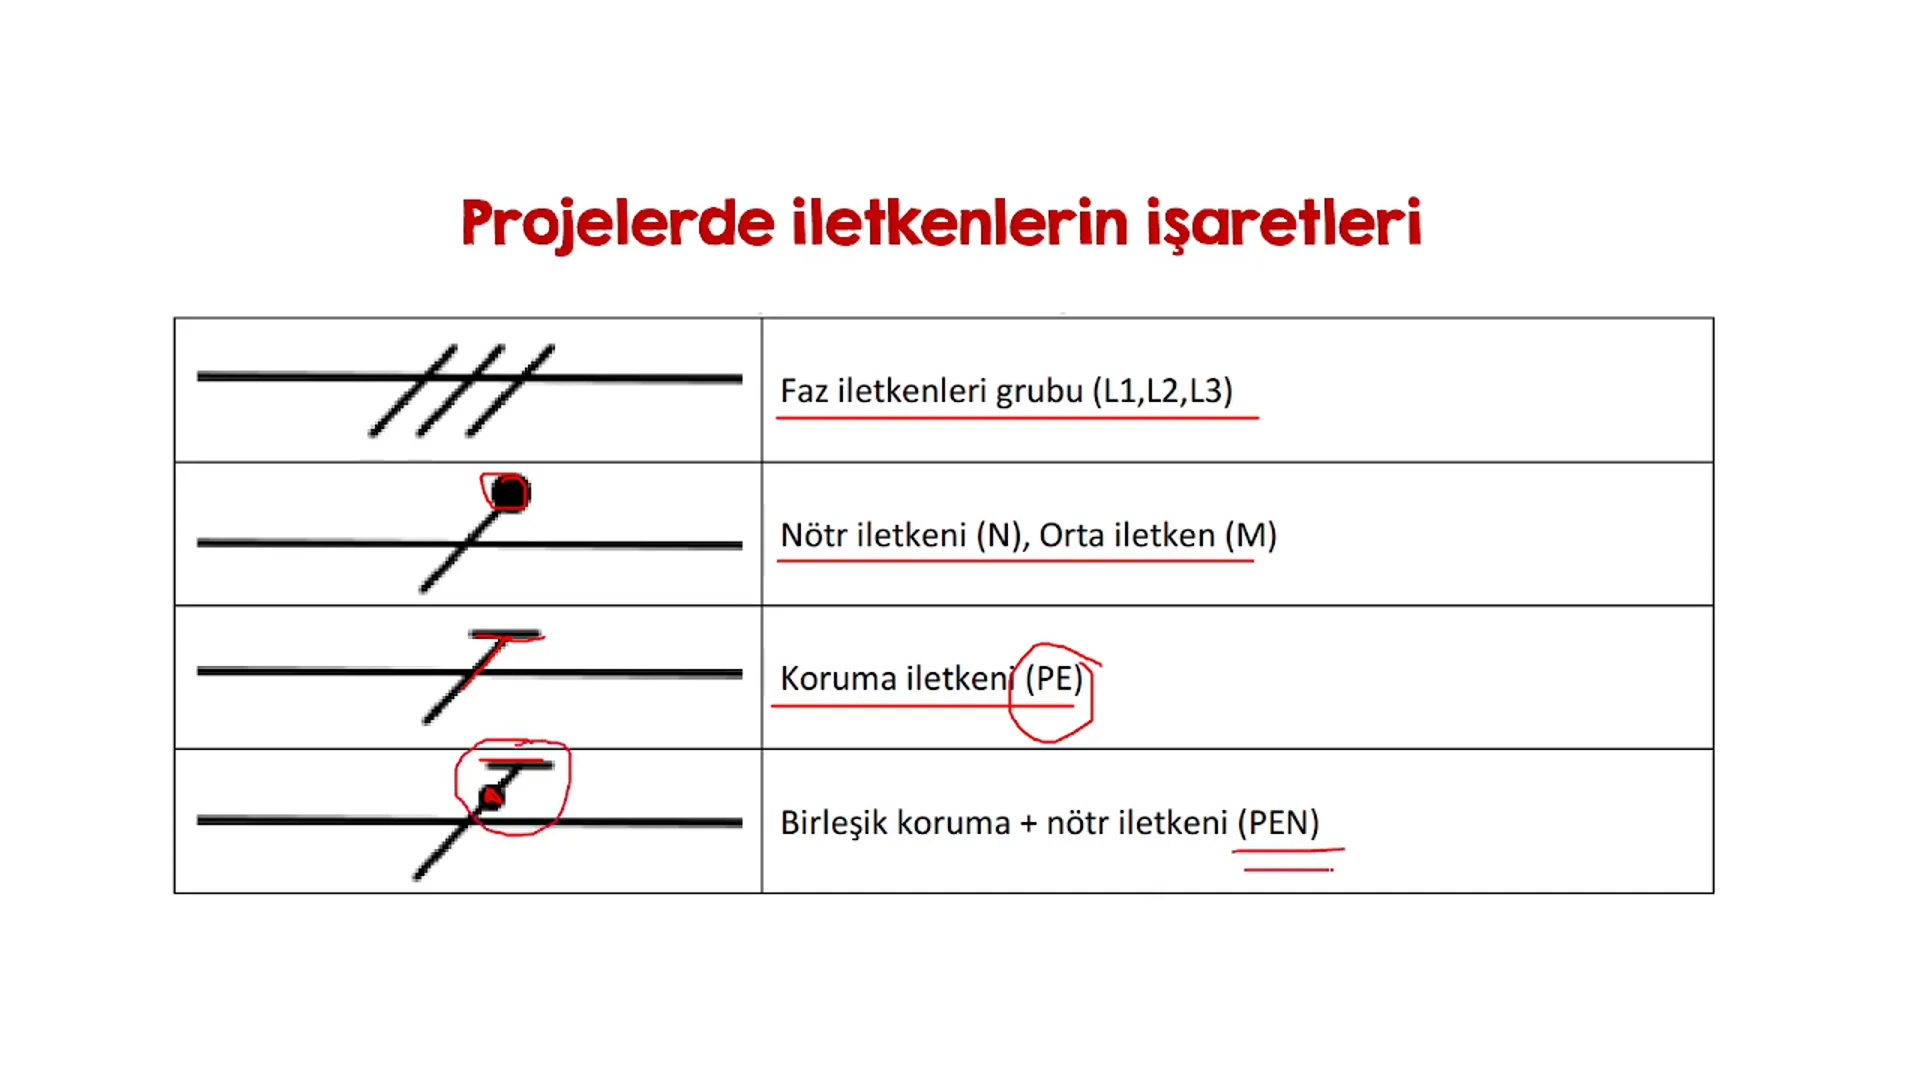 Projelerde iletkenlerin işaretleri
Faz iletkenleri grubu (L1,L2,L3)
Nötr iletkeni (N), Orta iletken (M)
Koruma iletkeni (PE)
Birleşik koruma + nötr iletkeni (PEN)